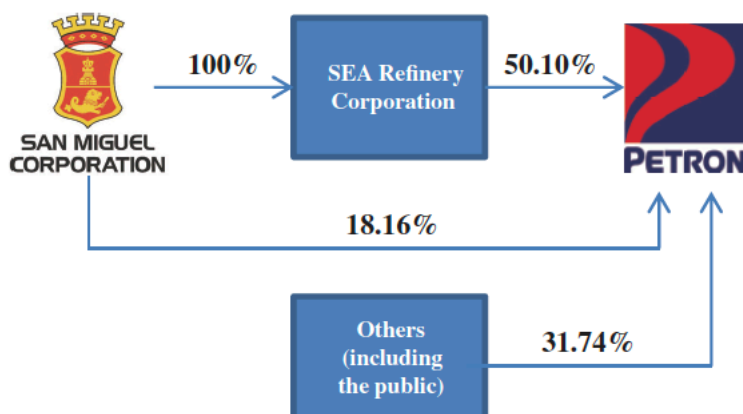 SAN MIGUEL
CORPORATION
100%
SEA Refinery
Corporation
50.10%
PETRON
18.16%
Others
(including
the public)
31.74%